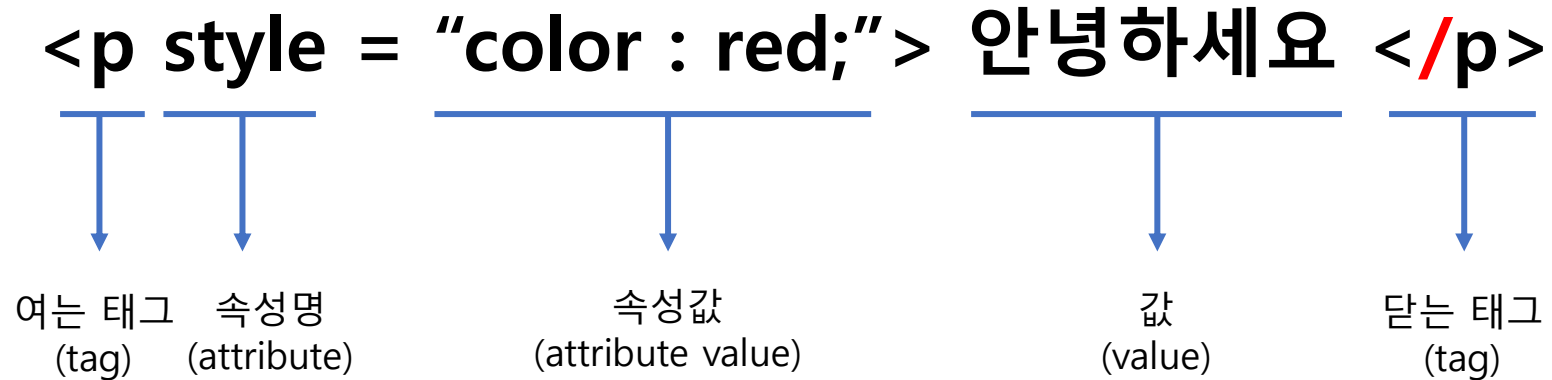 <p style = “color : red;”> 안녕하세요 </p>
여는 태그 속성명 속성값 값 닫는 태그
(tag) (attribute) (attribute value) (value) (tag)